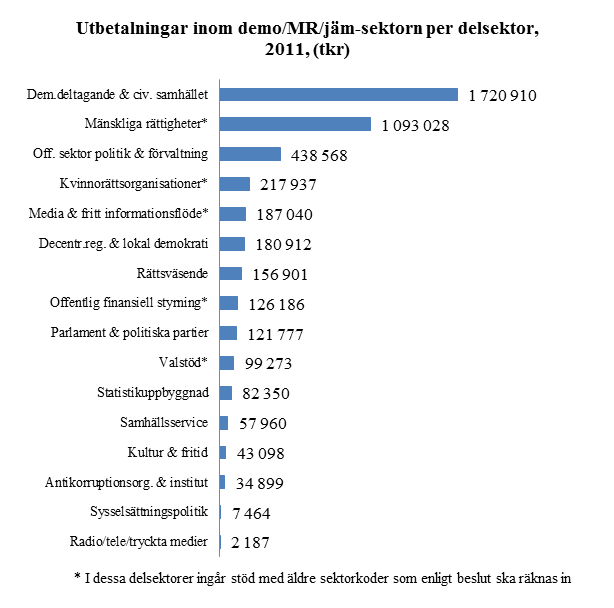 Utbetalningar inom demo/MR/jäm-sektorn per delsektor,
2011, (tkr)
Dem.deltagande & civ. samhället 1 720 910
Mänskliga rättigheter* 1 093 028
Off. sektor politik & förvaltning 438 568
Kvinnorättsorganisationer* 217 937
Media & fritt informationsflöde* 187 040
Decentr.reg. & lokal demokrati 180 912
Rättsväsende 156 901
Offentlig finansiell styrning* 126 186
Parlament & politiska partier 121 777
Valstöd* 99 273
Statistikuppbyggnad 82 350
Samhällsservice 57 960
Kultur & fritid 43 098
Antikorruptionsorg. & institut 34 899
Sysselsättningspolitik 7 464
Radio/tele/tryckta medier 2 187
* I dessa delsektorer ingår stöd med äldre sektorkoder som enligt beslut ska räknas in